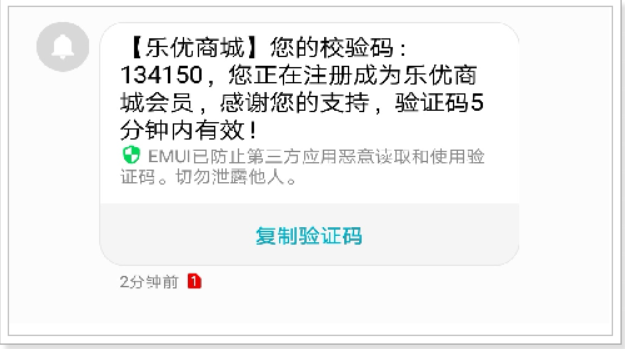 【乐优商城】您的校验码：
134150，您正在注册成为乐优商
城会员，感谢您的支持，验证码5
分钟内有效！
EMUI已防止第三方应用恶意读取和使用验
证码。切勿泄露他人。
复制验证码
2分钟前 1